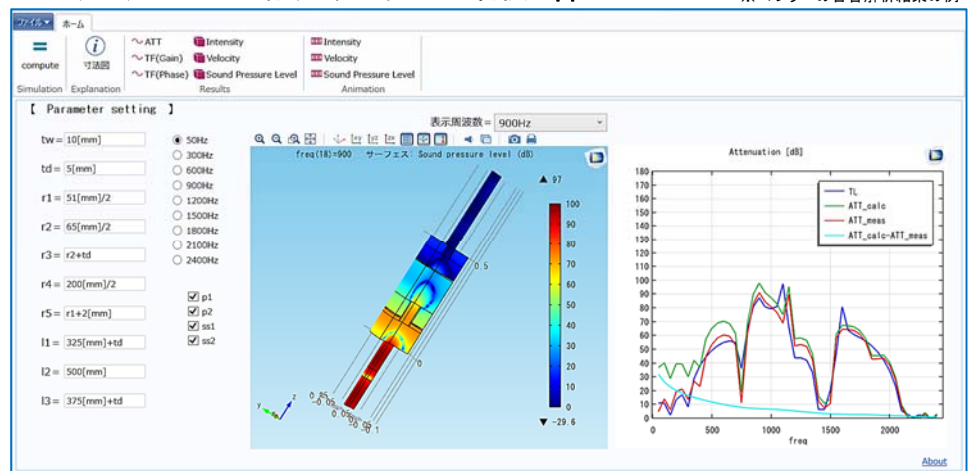 ファイル▼ ホーム
compute
寸法図
ATT
TF(Gain)
TF(Phase)
Intensity
Velocity
Sound Pressure Level
Intensity
Velocity
Sound Pressure Level
Simulation Explanation Results Animation
【 Parameter setting 】
表示周波数= 900Hz
tw= 10[mm]
td= 5[mm]
r1= 51[mm]/2
r2= 65[mm]/2
r3= r2+td
r4= 200[mm]/2
r5= r1+2[mm]
l1= 325[mm]+td
l2= 500[mm]
l3= 375[mm]+td
50Hz
300Hz
600Hz
900Hz
1200Hz
1500Hz
1800Hz
2100Hz
2400Hz
p1
p2
ss1
ss2
freq(18)=900 サーフェス: Sound pressure level (dB)
▲ 97
100
90
80
70
60
50
40
30
20
10
0
▼ -29.6
0.5
0
y z x
Attenuation [dB]
180
170
160
150
140
130
120
110
100
90
80
70
60
50
40
30
20
10
0
TL
ATT_calc
ATT_meas
ATT_calc-ATT_meas
0 500 1000 1500 2000
freq
About